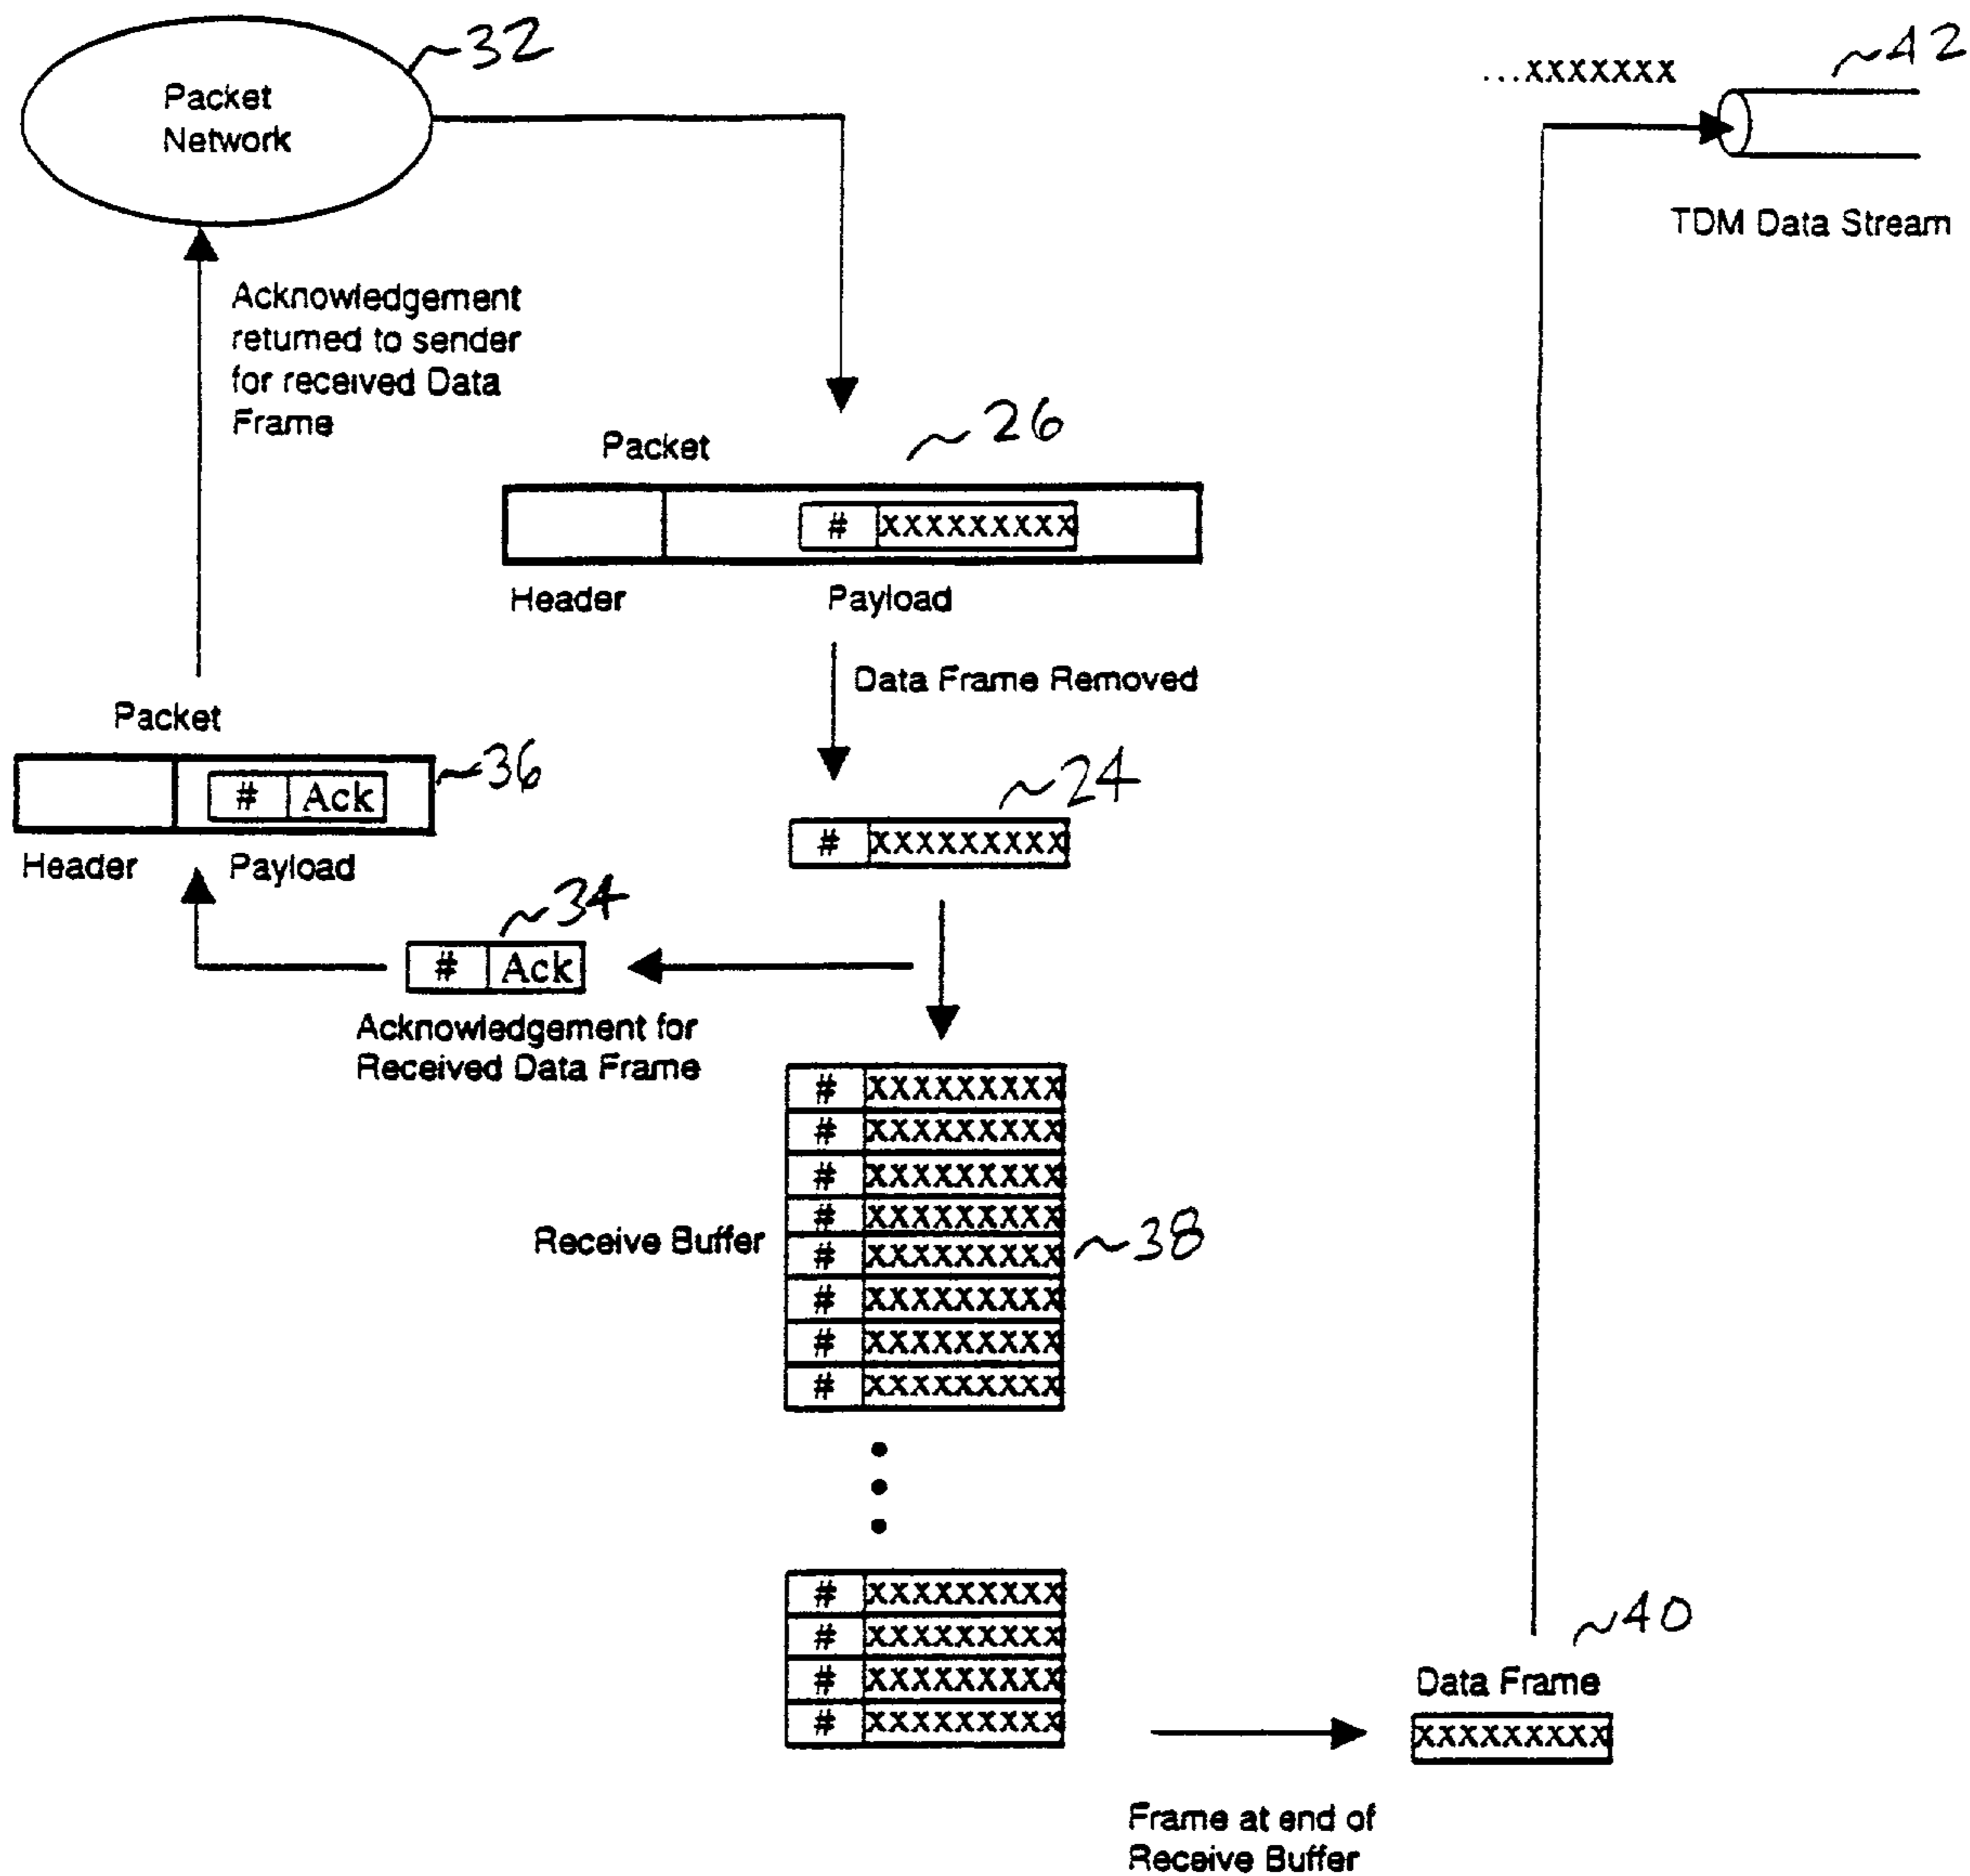 ~32
Packet
Network
...xxxxxxx
~42
TDM Data Stream
Acknowledgement
returned to sender
for received Data
Frame
Packet
~26
# xxxxxxxxx
Header
Payload
Data Frame Removed
Packet
# Ack
~36
Header
Payload
~24
# xxxxxxxxx
~34
# Ack
Acknowledgement for
Received Data Frame
# xxxxxxxxx
# xxxxxxxxx
# xxxxxxxxx
# xxxxxxxxx
Receive Buffer
# xxxxxxxxx
~38
# xxxxxxxxx
# xxxxxxxxx
# xxxxxxxxx
# xxxxxxxxx
# xxxxxxxxx
# xxxxxxxxx
# xxxxxxxxx
~40
Data Frame
xxxxxxxxx
Frame at end of
Receive Buffer